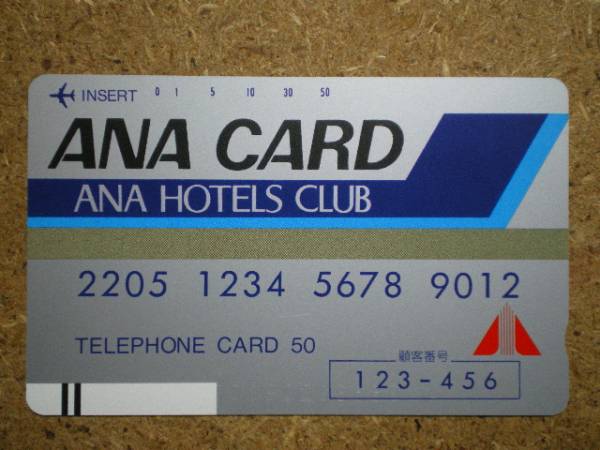 INSERT 0 1 5 10 30 50
ANA CARD
ANA HOTELS CLUB
2205 1234 5678 9012
TELEPHONE CARD 50
顧客番号
123-456